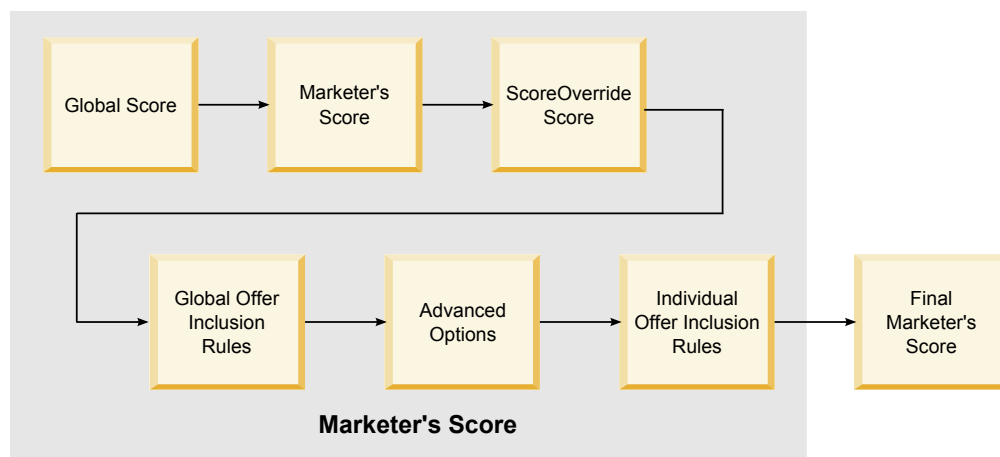 Global Score
Marketer's
Score
ScoreOverride
Score
Global Offer
Inclusion
Rules
Advanced
Options
Individual
Offer Inclusion
Rules
Final
Marketer's
Score
Marketer's Score